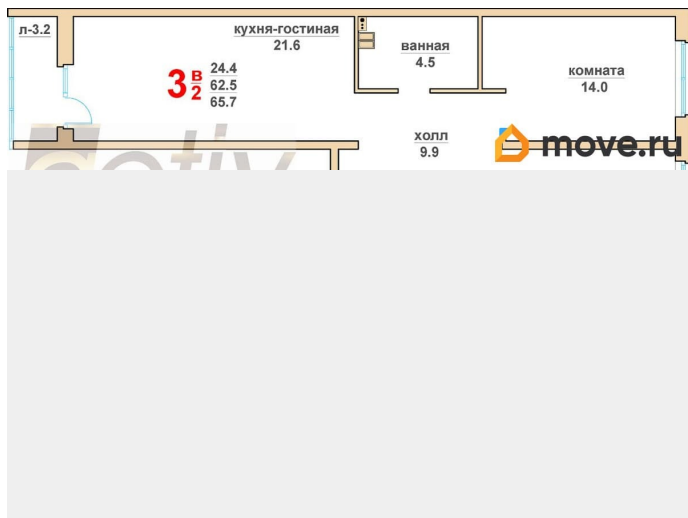 л-3.2
кухня-гостиная
21.6
3 В 2
24.4
62.5
65.7
ванная
4.5
комната
14.0
холл
9.9
move.ru